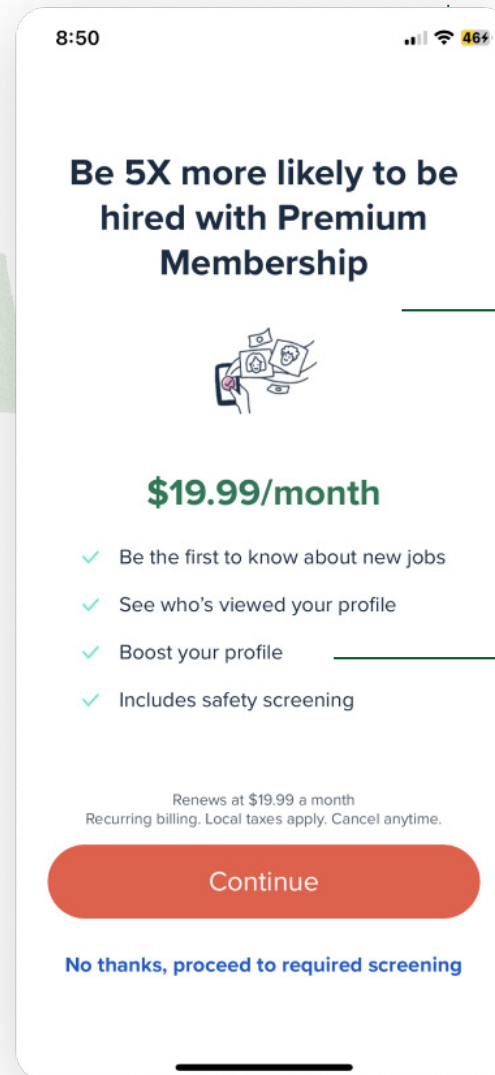 8:50
46
Be 5X more likely to be
hired with Premium
Membership
$19.99/month
Be the first to know about new jobs
See who's viewed your profile
Boost your profile
Includes safety screening
Renews at $19.99 a month
Recurring billing. Local taxes apply. Cancel anytime.
Continue
No thanks, proceed to required screening